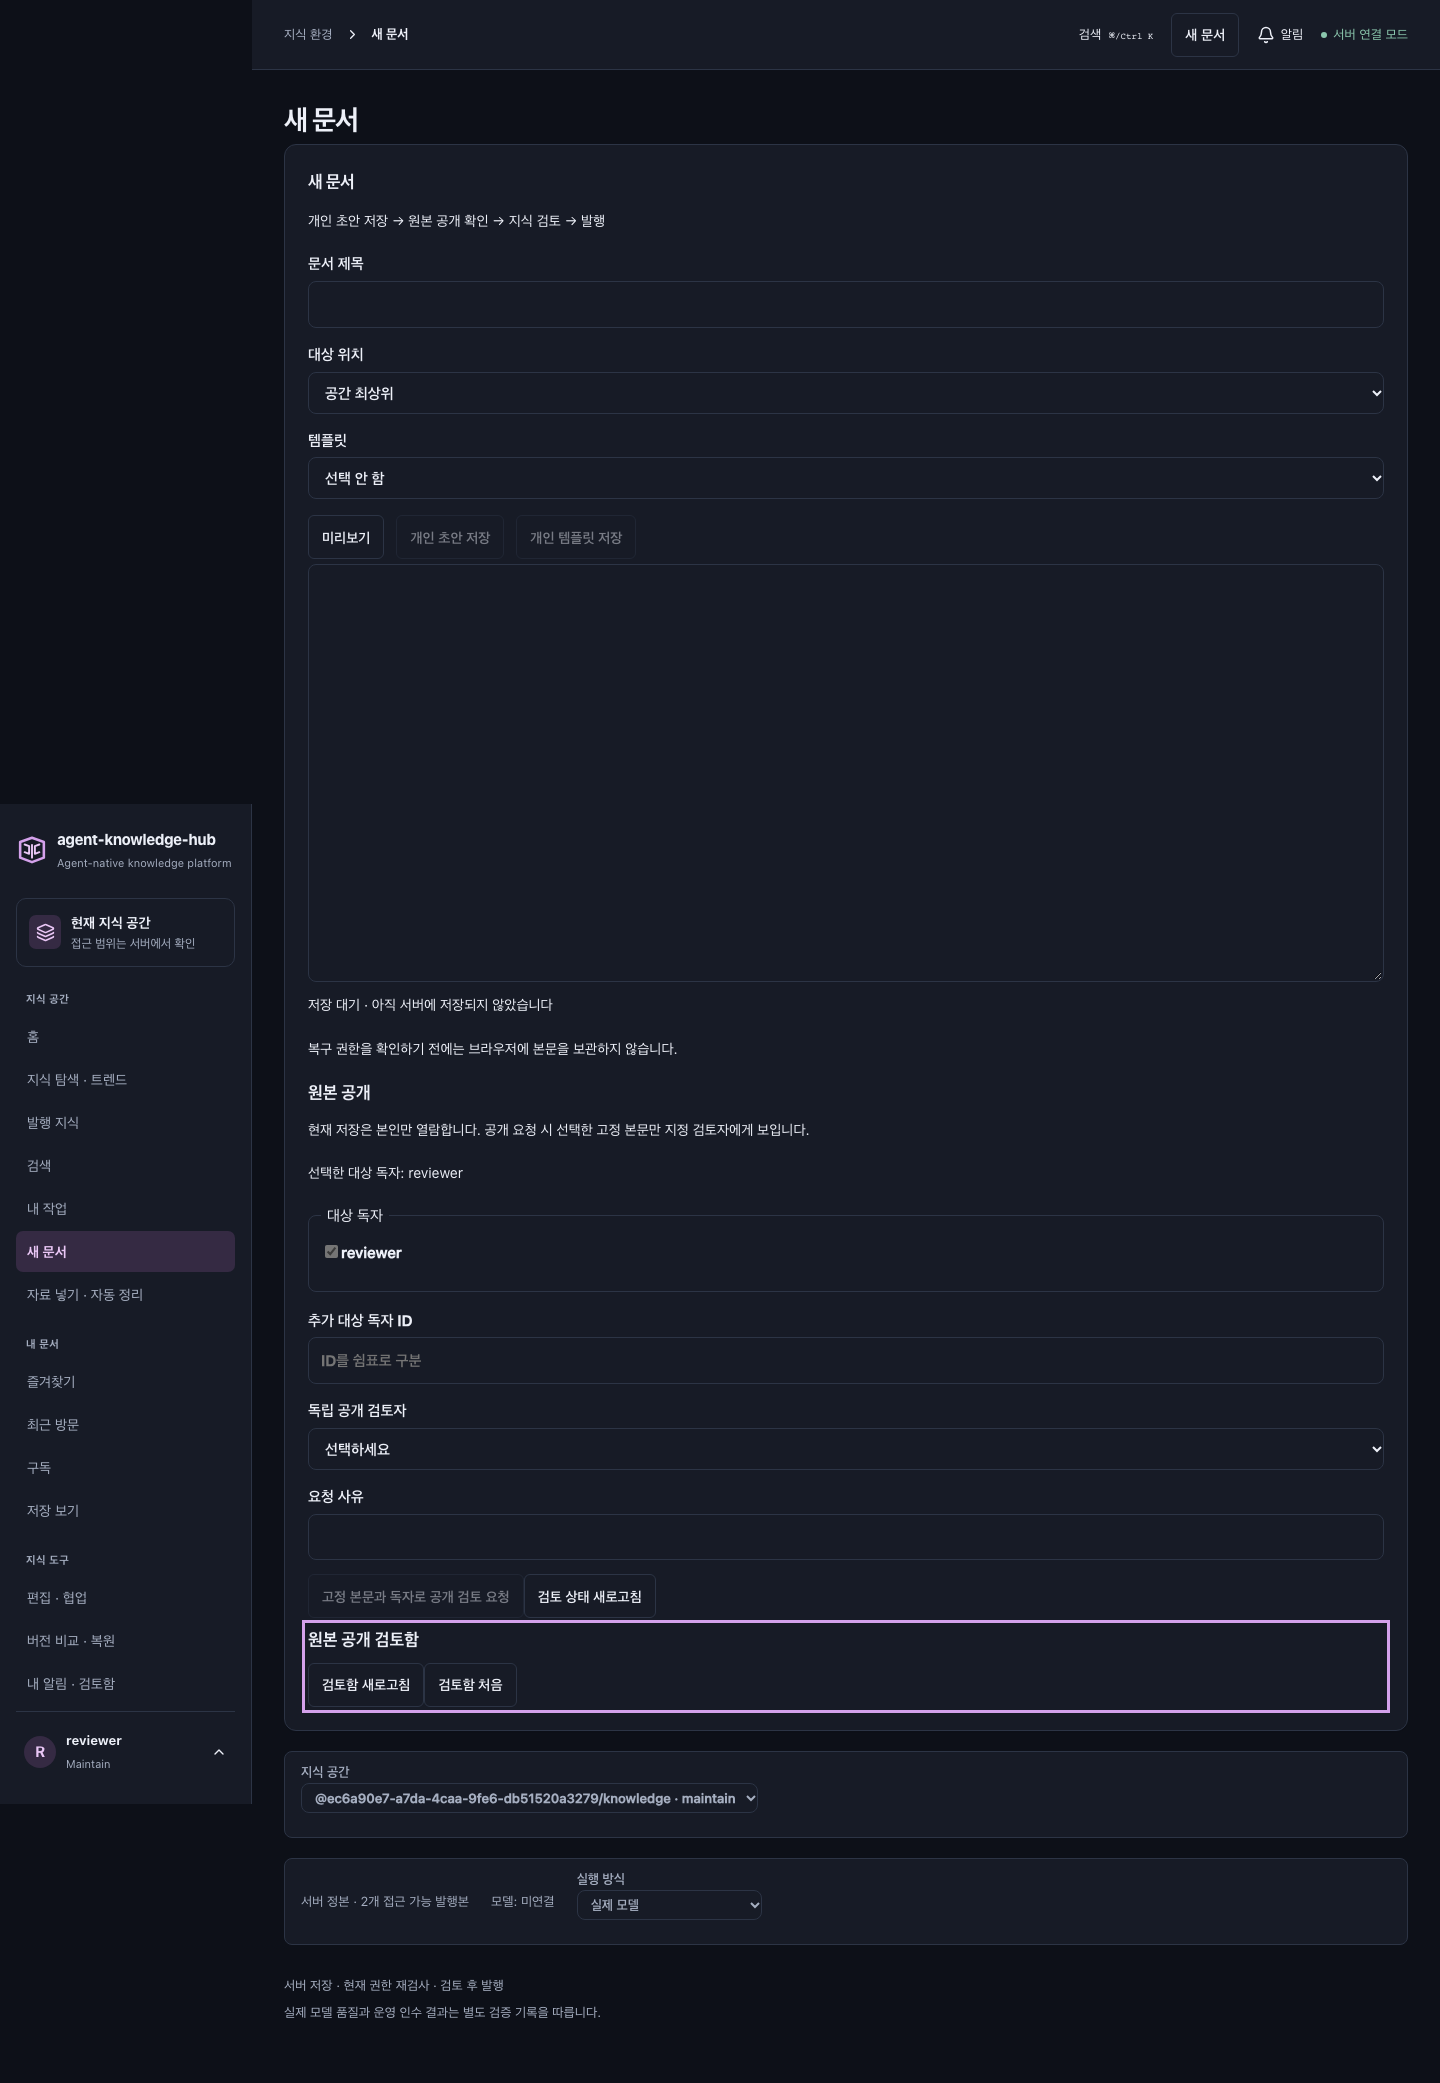 지식 환경 > 새 문서
검색 ⌘/Ctrl K
새 문서
알림
서버 연결 모드
새 문서
새 문서
개인 초안 저장 → 원본 공개 확인 → 지식 검토 → 발행
문서 제목
대상 위치
공간 최상위
템플릿
선택 안 함
미리보기
개인 초안 저장
개인 템플릿 저장
저장 대기 · 아직 서버에 저장되지 않았습니다
복구 권한을 확인하기 전에는 브라우저에 본문을 보관하지 않습니다.
원본 공개
현재 저장은 본인만 열람합니다. 공개 요청 시 선택한 고정 본문만 지정 검토자에게 보입니다.
선택한 대상 독자: reviewer
대상 독자
reviewer
추가 대상 독자 ID
ID를 쉼표로 구분
독립 공개 검토자
선택하세요
요청 사유
고정 본문과 독자로 공개 검토 요청
검토 상태 새로고침
원본 공개 검토함
검토함 새로고침
검토함 처음
지식 공간
@ec6a90e7-a7da-4caa-9fe6-db51520a3279/knowledge · maintain
서버 정본 · 2개 접근 가능 발행본
모델: 미연결
실행 방식
실제 모델
서버 저장 · 현재 권한 재검사 · 검토 후 발행
실제 모델 품질과 운영 인수 결과는 별도 검증 기록을 따릅니다.
agent-knowledge-hub
Agent-native knowledge platform
현재 지식 공간
접근 범위는 서버에서 확인
지식 공간
홈
지식 탐색 · 트렌드
발행 지식
검색
내 작업
새 문서
자료 넣기 · 자동 정리
내 문서
즐겨찾기
최근 방문
구독
저장 보기
지식 도구
편집 · 협업
버전 비교 · 복원
내 알림 · 검토함
R
reviewer
Maintain